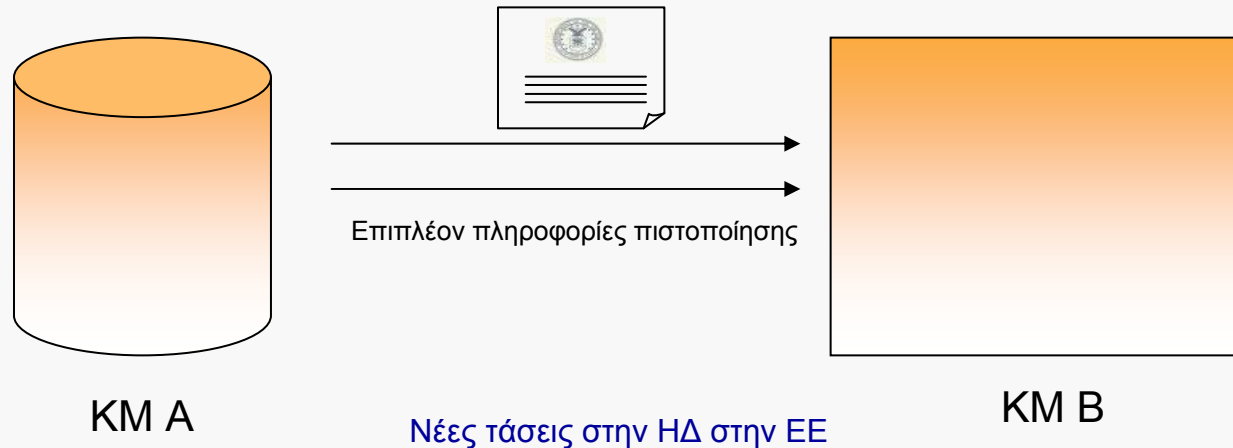 Επιπλέον πληροφορίες πιστοποίησης
ΚΜ Α
ΚΜ Β
Νέες τάσεις στην ΗΔ στην ΕΕ